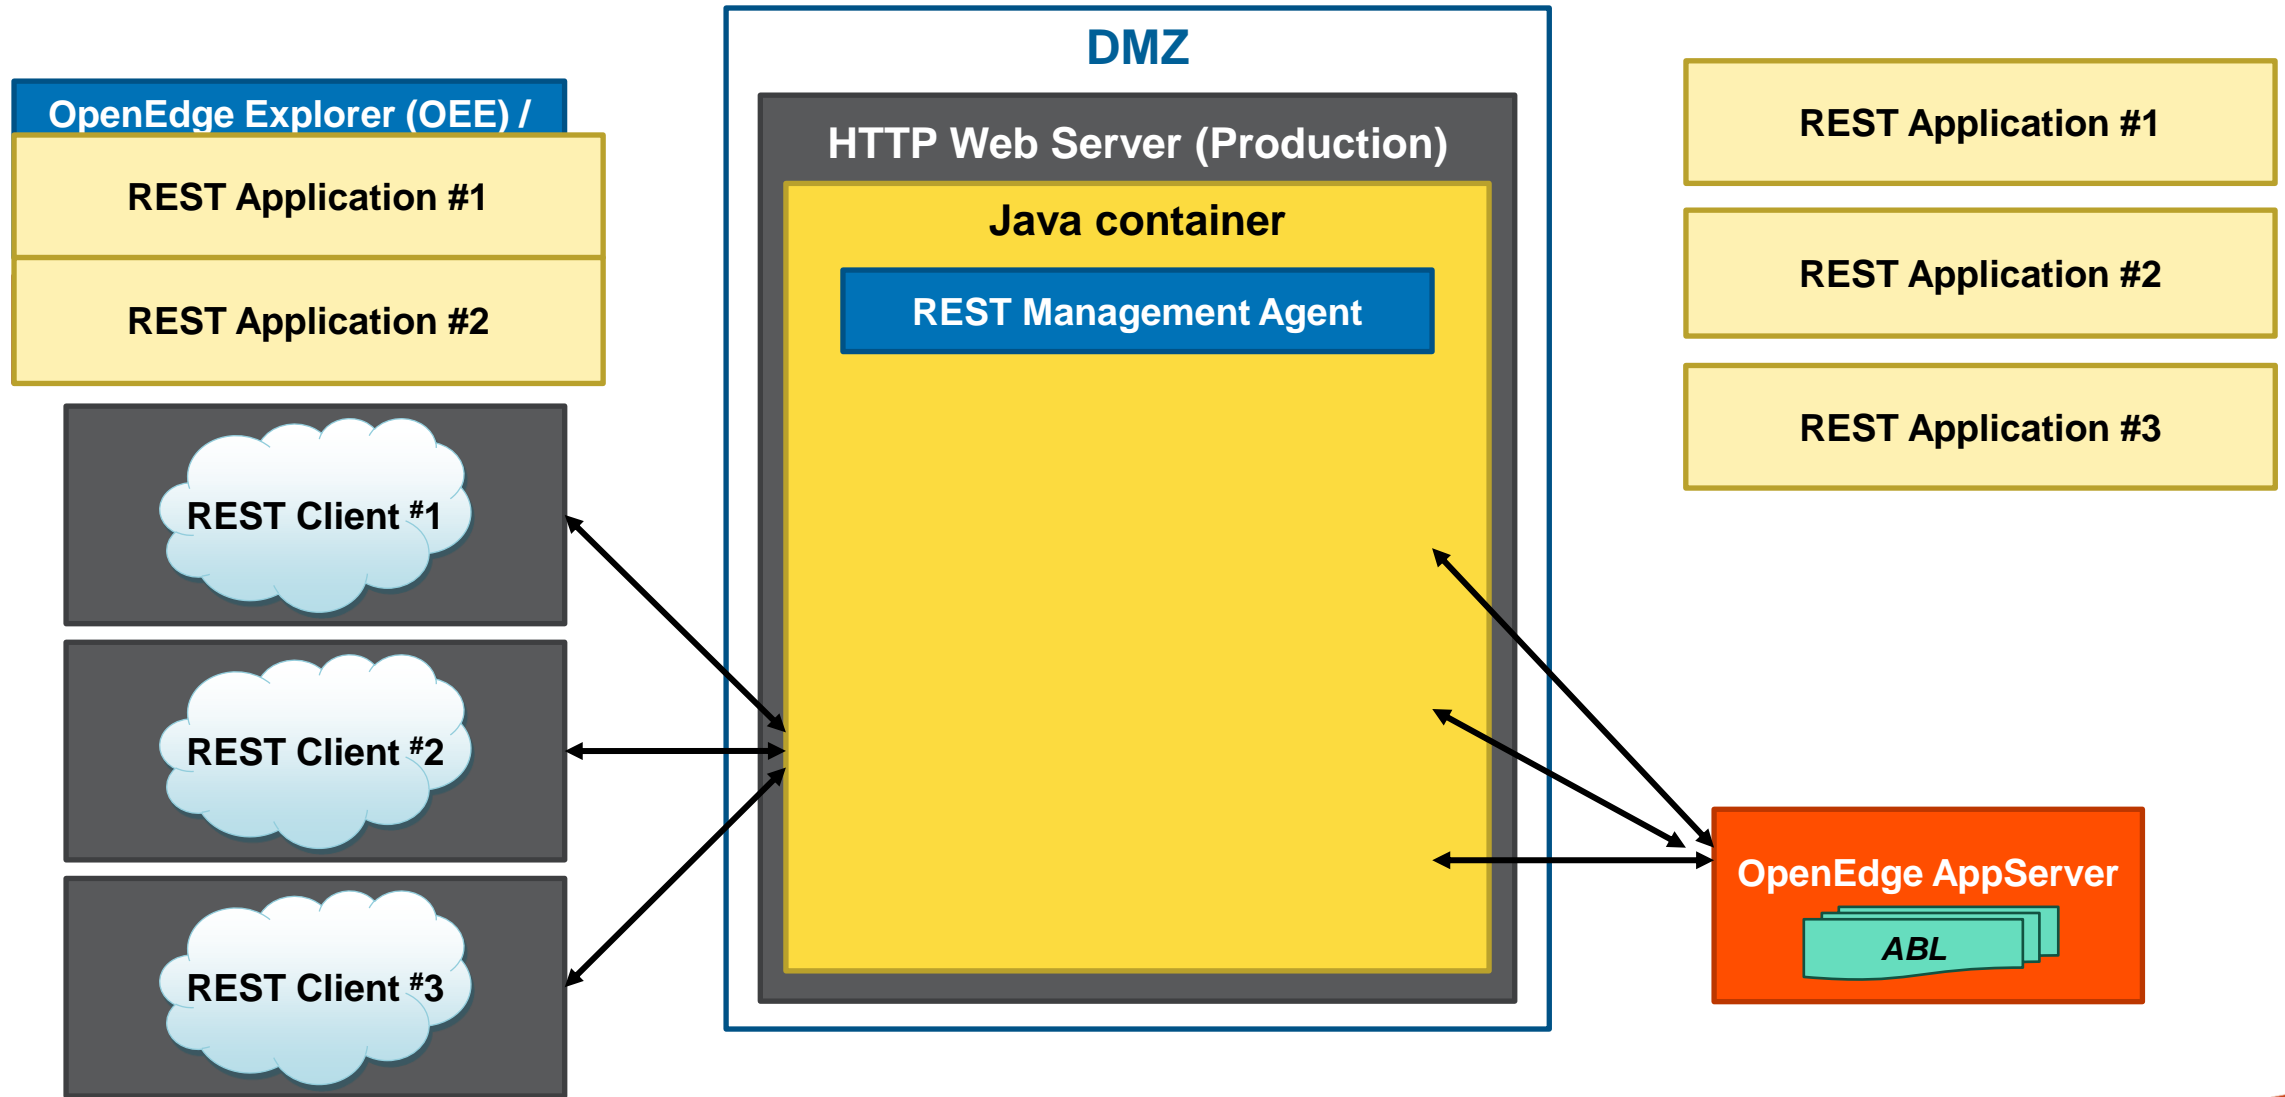 OpenEdge Explorer (OEE) /
REST Application #1
REST Application #2
REST Client #1
REST Client #2
REST Client #3
DMZ
HTTP Web Server (Production)
Java container
REST Management Agent
REST Application #1
REST Application #2
REST Application #3
OpenEdge AppServer
ABL